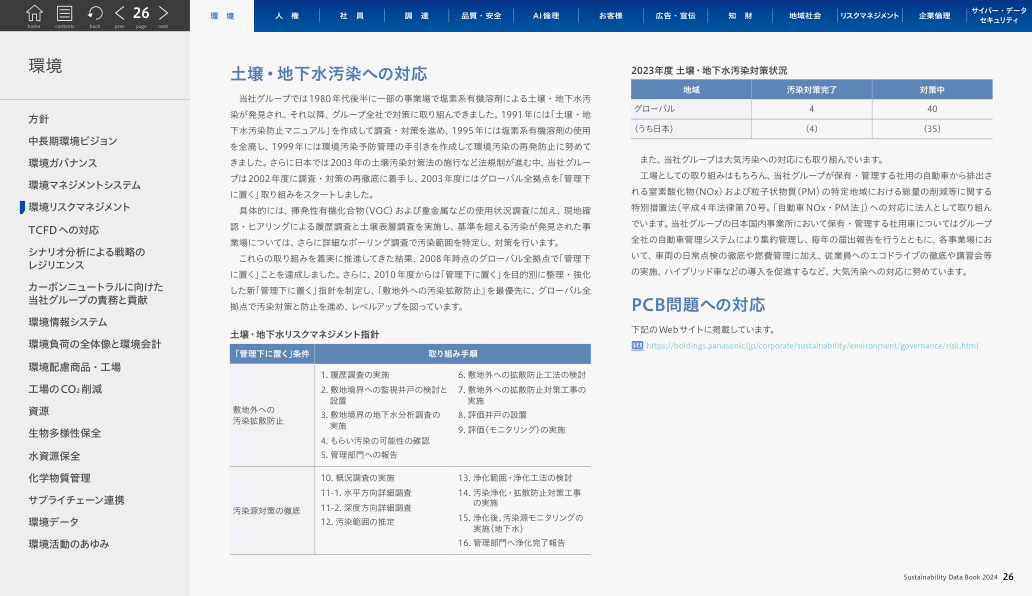 home
contents
back
prev
26
page
next
環 境
人 権
社 員
調 達
品質・安全
AI倫理
お客様
広告・宣伝
知 財
地域社会
リスクマネジメント
企業倫理
サイバー・データ
セキュリティ
環境
方針
中長期環境ビジョン
環境ガバナンス
環境マネジメントシステム
環境リスクマネジメント
TCFDへの対応
シナリオ分析による戦略の
レジリエンス
カーボンニュートラルに向けた
当社グループの責務と貢献
環境情報システム
環境負荷の全体像と環境会計
環境配慮商品・工場
工場のCO₂削減
資源
生物多様性保全
水資源保全
化学物質管理
サプライチェーン連携
環境データ
環境活動のあゆみ
土壌・地下水汚染への対応
当社グループでは1980年代後半に一部の事業場で塩素系有機溶剤による土壌・地下水汚
染が発見され、それ以降、グループ全社で対策に取り組んできました。1991年には「土壌・地
下水汚染防止マニュアル」を作成して調査・対策を進め、1995年には塩素系有機溶剤の使用
を全廃し、1999年には環境汚染予防管理の手引きを作成して環境汚染の再発防止に努めて
きました。さらに日本では2003年の土壌汚染対策法の施行など法規制が進む中、当社グルー
プは2002年度に調査・対策の再徹底に着手し、2003年度にはグローバル全拠点を「管理下
に置く」取り組みをスタートしました。
具体的には、揮発性有機化合物(VOC)および重金属などの使用状況調査に加え、現地確
認・ヒアリングによる履歴調査と土壌表層調査を実施し、基準を超える汚染が発見された事
業場については、さらに詳細なボーリング調査で汚染範囲を特定し、対策を行います。
これらの取り組みを着実に推進してきた結果、2008年時点のグローバル全拠点で「管理下
に置く」ことを達成しました。さらに、2010年度からは「管理下に置く」を目的別に整理・強化
した新「管理下に置く」指針を制定し、「敷地外への汚染拡散防止」を最優先に、グローバル全
拠点で汚染対策と防止を進め、レベルアップを図っています。
土壌・地下水リスクマネジメント指針
「管理下に置く」条件
取り組み手順
敷地外への
汚染拡散防止
1. 履歴調査の実施
2. 敷地境界への監視井戸の検討と
設置
3. 敷地境界の地下水分析調査の
実施
4. もらい汚染の可能性の確認
5. 管理部門への報告
6. 敷地外への拡散防止工法の検討
7. 敷地外への拡散防止対策工事の
実施
8. 評価井戸の設置
9. 評価(モニタリング)の実施
汚染源対策の徹底
10. 概況調査の実施
11-1. 水平方向詳細調査
11-2. 深度方向詳細調査
12. 汚染範囲の推定
13. 浄化範囲・浄化工法の検討
14. 汚染浄化・拡散防止対策工事
の実施
15. 浄化後、汚染源モニタリングの
実施(地下水)
16. 管理部門へ浄化完了報告
2023年度 土壌・地下水汚染対策状況
地域
汚染対策完了
対策中
グローバル
4
40
(うち日本)
(4)
(35)
また、当社グループは大気汚染への対応にも取り組んでいます。
工場としての取り組みはもちろん、当社グループが保有・管理する社用の自動車から排出さ
れる窒素酸化物(NOx)および粒子状物質(PM)の特定地域における総量の削減等に関する
特別措置法(平成4年法律第70号。「自動車NOx・PM法」)への対応に法人として取り組ん
でいます。当社グループの日本国内事業所において保有・管理する社用車についてはグループ
全社の自動車管理システムにより集約管理し、毎年の届出報告を行うとともに、各事業場にお
いて、車両の日常点検の徹底や燃費管理に加え、従業員へのエコドライブの徹底や講習会等
の実施、ハイブリッド車などの導入を促進するなど、大気汚染への対応に努めています。
PCB問題への対応
下記のWebサイトに掲載しています。
WEB https://holdings.panasonic/jp/corporate/sustainability/environment/governance/risk.html
Sustainability Data Book 2024 26